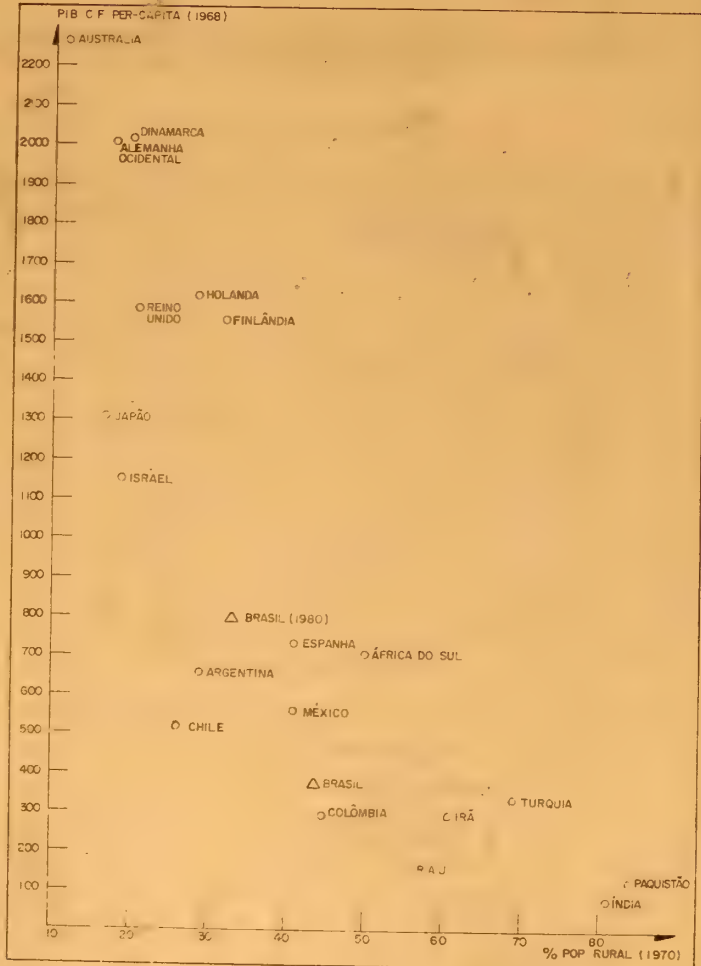 PIB C F PER-CAPITA (1968)
AUSTRALIA
2200
2100
DINAMARCA
2000
ALEMANHA
OCIDENTAL
1900
1800
1700
1600
HOLANDA
REINO
UNIDO
FINLÂNDIA
1500
1400
1300
JAPÃO
1200
ISRAEL
1100
1000
900
800
BRASIL (1980)
700
ESPANHA
ÁFRICA DO SUL
ARGENTINA
600
MÉXICO
500
CHILE
400
BRASIL
300
COLÔMBIA
IRÃ
TURQUIA
200
R A U
100
PAQUISTÃO
ÍNDIA
10 20 30 40 50 60 70 80
% POP RURAL (1970)